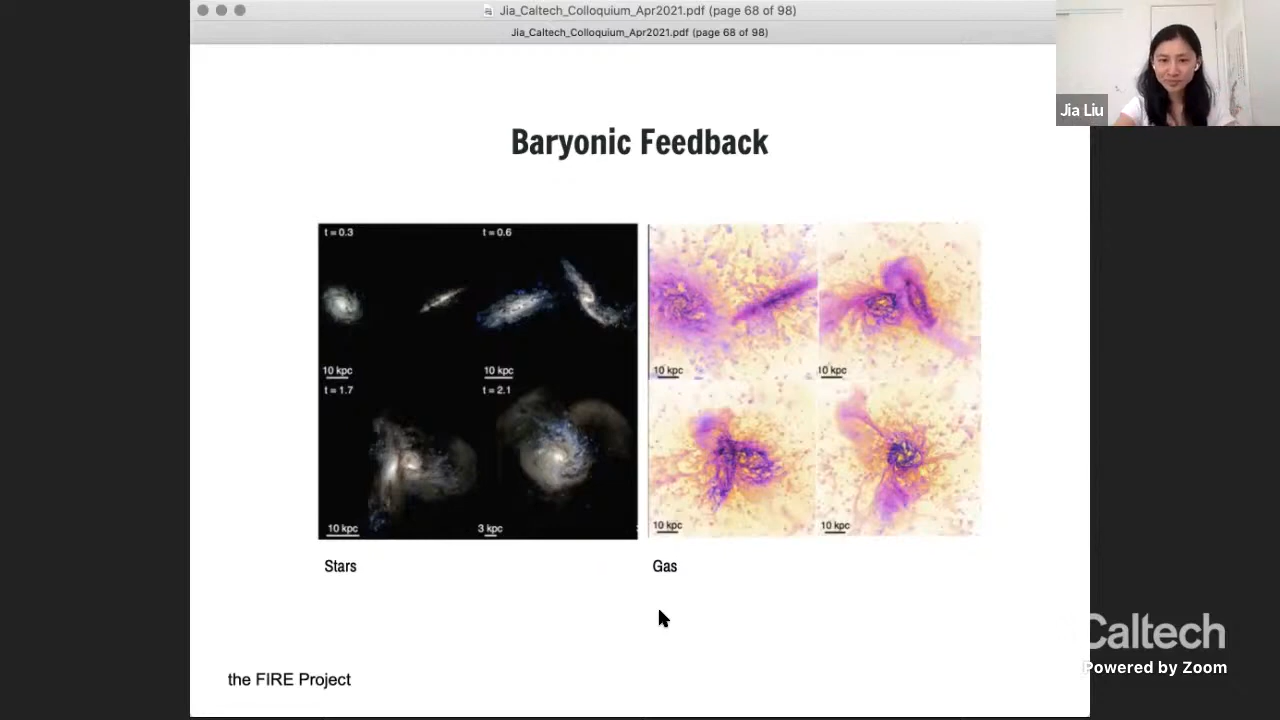 Jia_Caltech_Colloquium_Apr2021.pdf (page 68 of 98)
Jia_Caltech_Colloquium_Apr2021.pdf (page 68 of 98)
Jia Liu
Baryonic Feedback
t = 0.3
t = 0.6
10 kpc
10 kpc
10 kpc
10 kpc
t = 1.7
t = 2.1
10 kpc
3 kpc
10 kpc
10 kpc
Stars
Gas
Caltech
Powered by Zoom
the FIRE Project